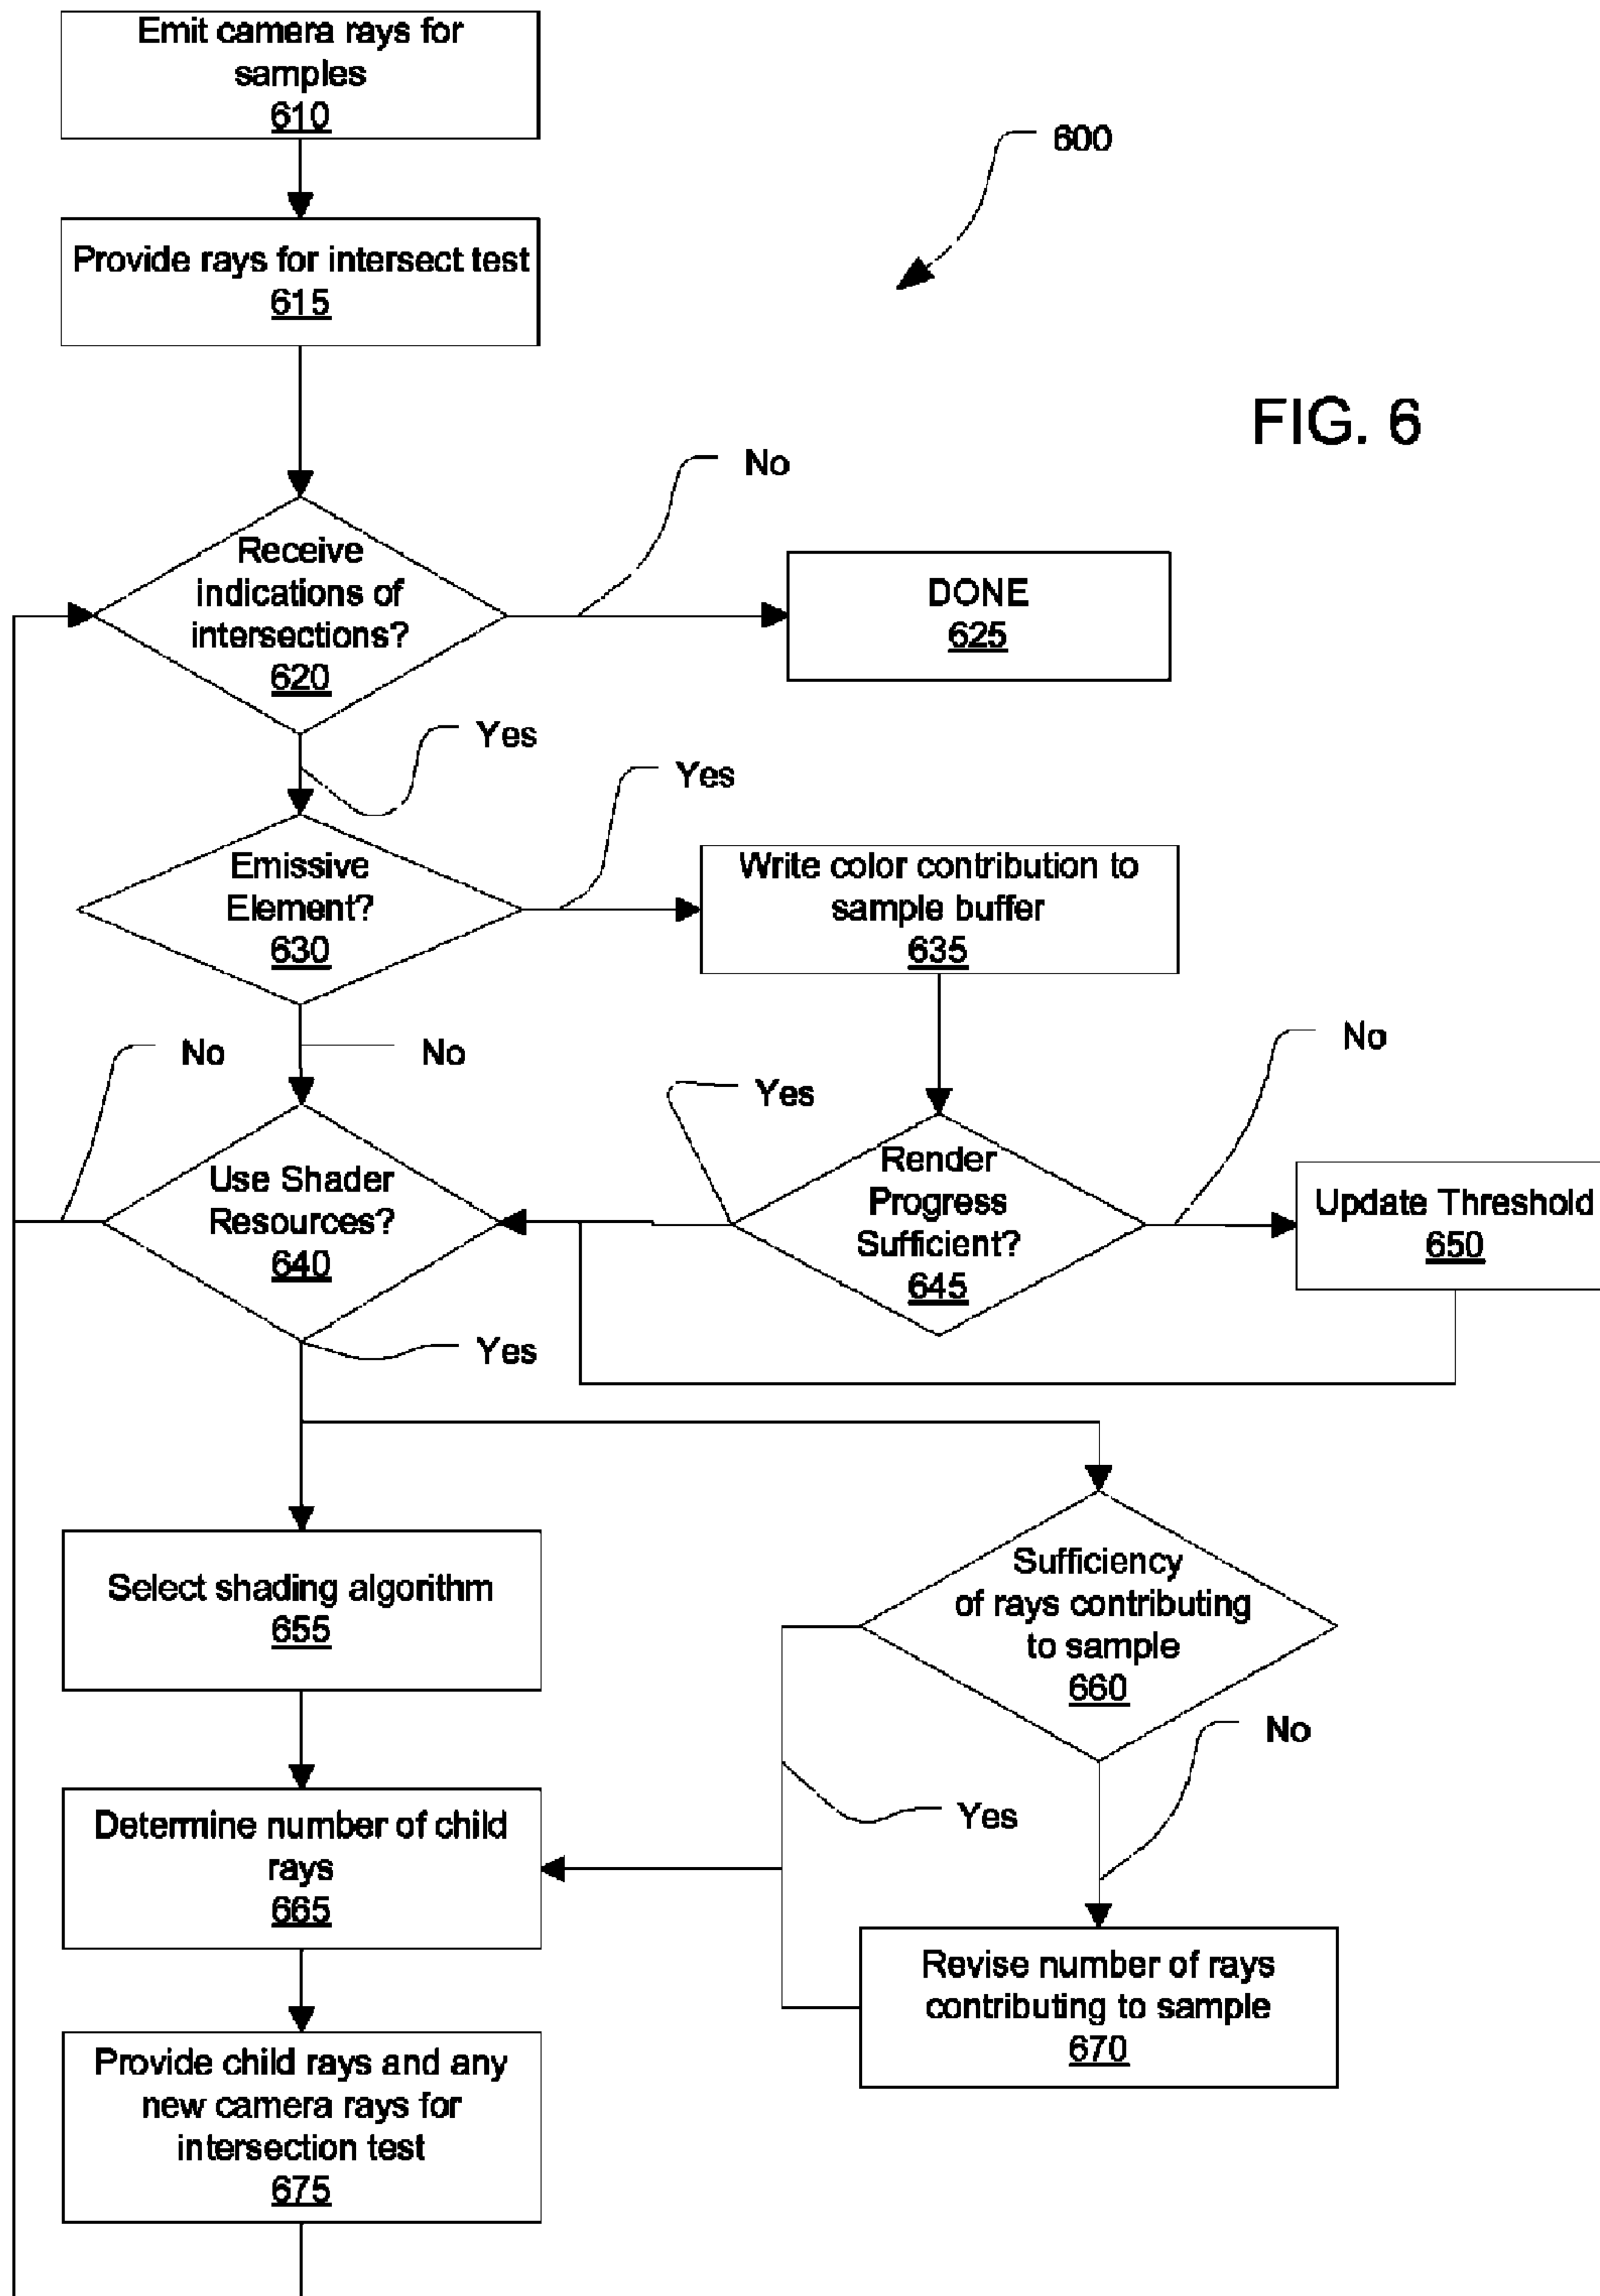 Emit camera rays for
samples
610
600
Provide rays for intersect test
615
FIG. 6
No
Receive
indications of
intersections?
620
DONE
625
Yes
Yes
Emissive
Element?
630
Write color contribution to
sample buffer
635
No
No
No
Yes
Use Shader
Resources?
640
Render
Progress
Sufficient?
645
Update Threshold
650
Yes
Select shading algorithm
655
Sufficiency
of rays contributing
to sample
660
No
Yes
Determine number of child
rays
665
Revise number of rays
contributing to sample
670
Provide child rays and any
new camera rays for
intersection test
675